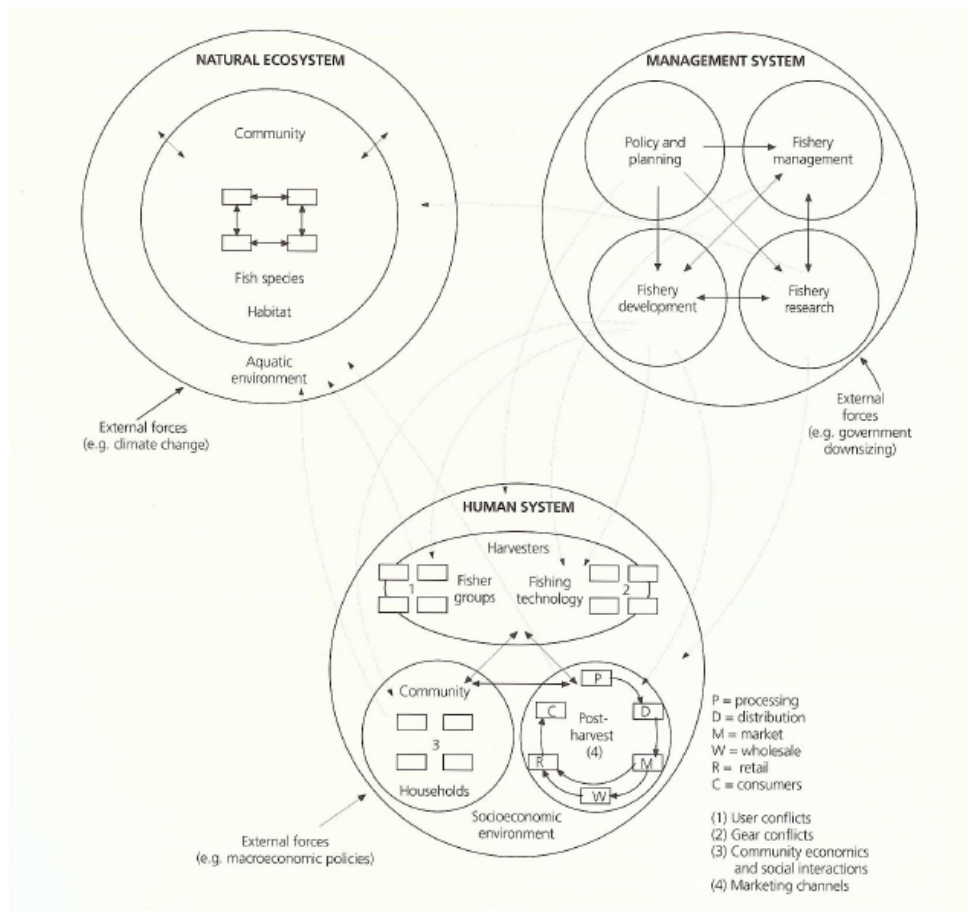 NATURAL ECOSYSTEM
Community
Fish species
Habitat
Aquatic
environment
External forces
(e.g. climate change)
MANAGEMENT SYSTEM
Policy and
planning
Fishery
management
Fishery
development
Fishery
research
External
forces
(e.g. government
downsizing)
HUMAN SYSTEM
Harvesters
1
Fisher
groups
Fishing
technology
2
Community
3
Households
P
D
M
W
R
C
Post-
harvest
(4)
Socioeconomic
environment
External forces
(e.g. macroeconomic policies)
P = processing
D = distribution
M = market
W = wholesale
R = retail
C = consumers
(1) User conflicts
(2) Gear conflicts
(3) Community economics
and social interactions
(4) Marketing channels